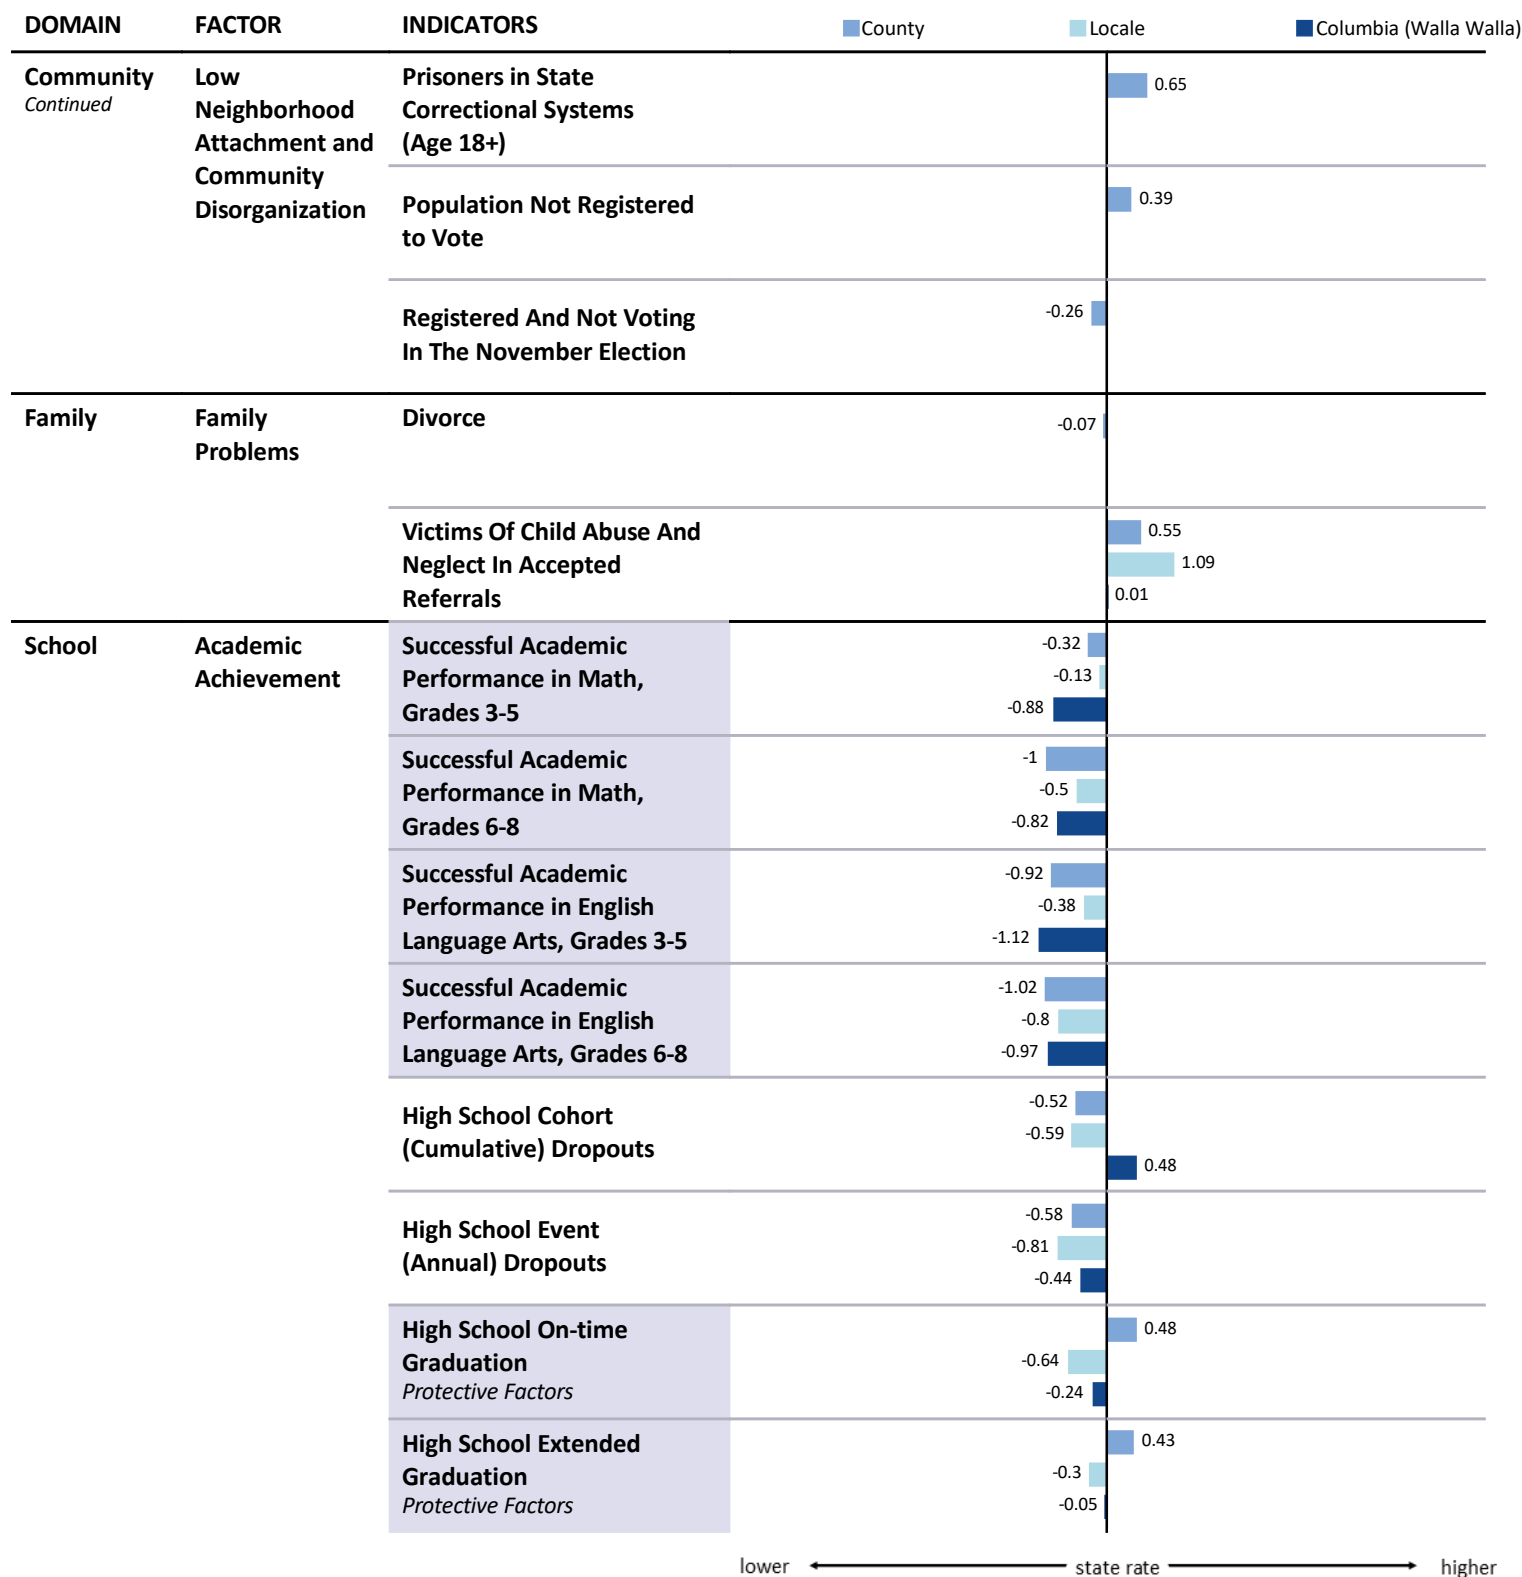 DOMAIN FACTOR INDICATORS County Locale Columbia (Walla Walla)
Community
Continued
Low
Neighborhood
Attachment and
Community
Disorganization
Prisoners in State
Correctional Systems
(Age 18+)
0.65
Population Not Registered
to Vote
0.39
Registered And Not Voting
In The November Election
-0.26
Family
Family
Problems
Divorce
-0.07
Victims Of Child Abuse And
Neglect In Accepted
Referrals
0.55
1.09
0.01
School
Academic
Achievement
Successful Academic
Performance in Math,
Grades 3-5
-0.32
-0.13
-0.88
Successful Academic
Performance in Math,
Grades 6-8
-1
-0.5
-0.82
Successful Academic
Performance in English
Language Arts, Grades 3-5
-0.92
-0.38
-1.12
Successful Academic
Performance in English
Language Arts, Grades 6-8
-1.02
-0.8
-0.97
High School Cohort
(Cumulative) Dropouts
-0.52
-0.59
0.48
High School Event
(Annual) Dropouts
-0.58
-0.81
-0.44
High School On-time
Graduation
Protective Factors
0.48
-0.64
-0.24
High School Extended
Graduation
Protective Factors
0.43
-0.3
-0.05
lower state rate higher